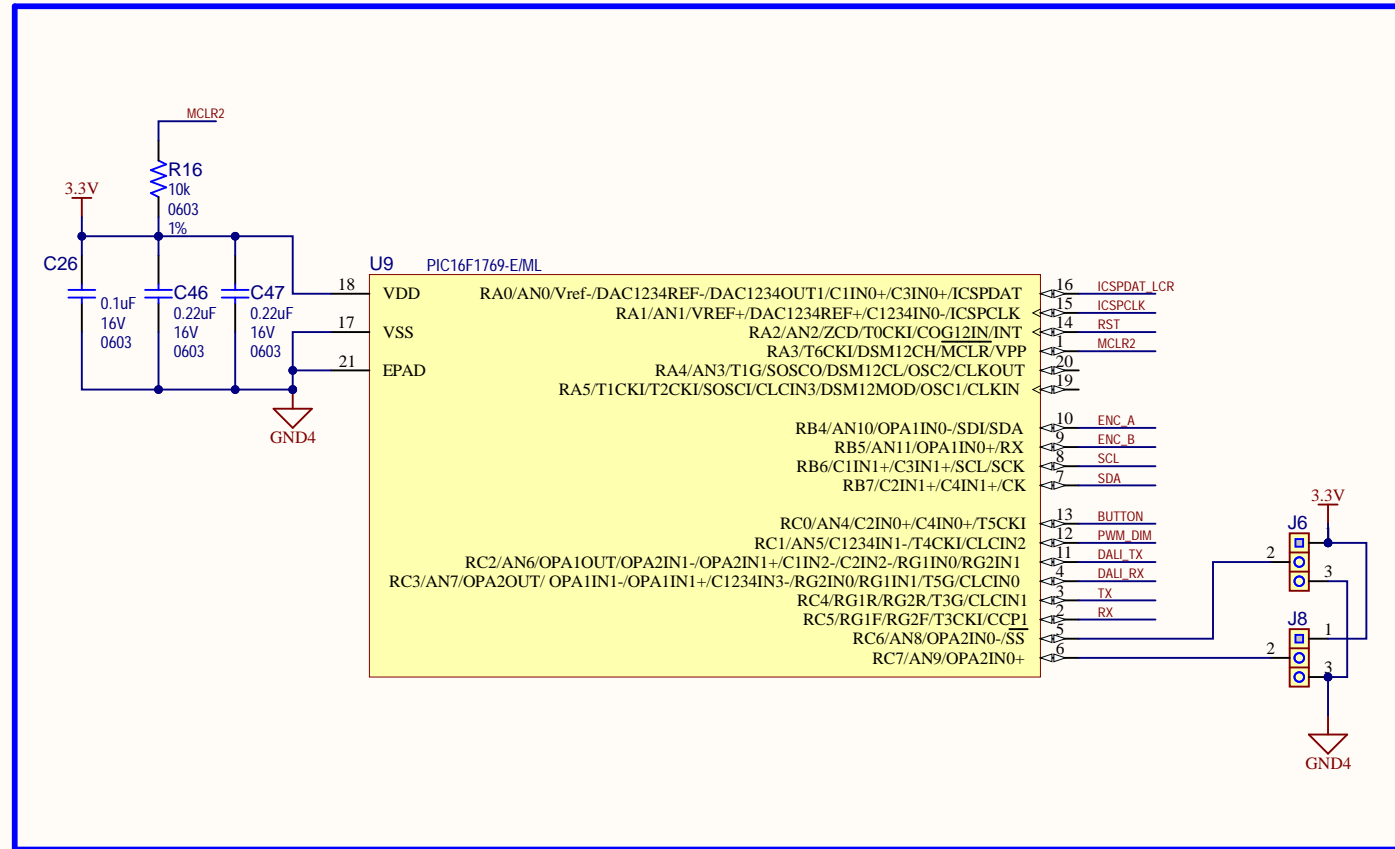 MCLR2
R16
10k
0603
1%
3.3V
C26
0.1uF
16V
0603
C46
0.22uF
16V
0603
C47
0.22uF
16V
0603
GND4
U9 PIC16F1769-E/ML
18 VDD
17 VSS
21 EPAD
RA0/AN0/Vref-/DAC1234REF-/DAC1234OUT1/C1IN0+/C3IN0+/ICSPDAT 16 ICSPDAT_LCR
RA1/AN1/VREF+/DAC1234REF+/C1234IN0-/ICSPCLK 15 ICSPCLK
RA2/AN2/ZCD/T0CKI/COG12IN/INT 14 RST
RA3/T6CKI/DSM12CH/MCLR/VPP 1 MCLR2
RA4/AN3/T1G/SOSCO/DSM12CL/OSC2/CLKOUT 20
RA5/T1CKI/T2CKI/SOSCI/CLCIN3/DSM12MOD/OSC1/CLKIN 19
RB4/AN10/OPA1IN0-/SDI/SDA 10 ENC_A
RB5/AN11/OPA1IN0+/RX 9 ENC_B
RB6/C1IN1+/C3IN1+/SCL/SCK 8 SCL
RB7/C2IN1+/C4IN1+/CK 7 SDA
RC0/AN4/C2IN0+/C4IN0+/T5CKI 13 BUTTON
RC1/AN5/C1234IN1-/T4CKI/CLCIN2 12 PWM_DIM
RC2/AN6/OPA1OUT/OPA2IN1-/OPA2IN1+/C1IN2-/C2IN2-/RG1IN0/RG2IN1 11 DALI_TX
RC3/AN7/OPA2OUT/ OPA1IN1-/OPA1IN1+/C1234IN3-/RG2IN0/RG1IN1/T5G/CLCIN0 4 DALI_RX
RC4/RG1R/RG2R/T3G/CLCIN1 3 TX
RC5/RG1F/RG2F/T3CKI/CCP1 2 RX
RC6/AN8/OPA2IN0-/SS 5
RC7/AN9/OPA2IN0+ 6
3.3V
J6
2
3
J8
1
2
3
GND4